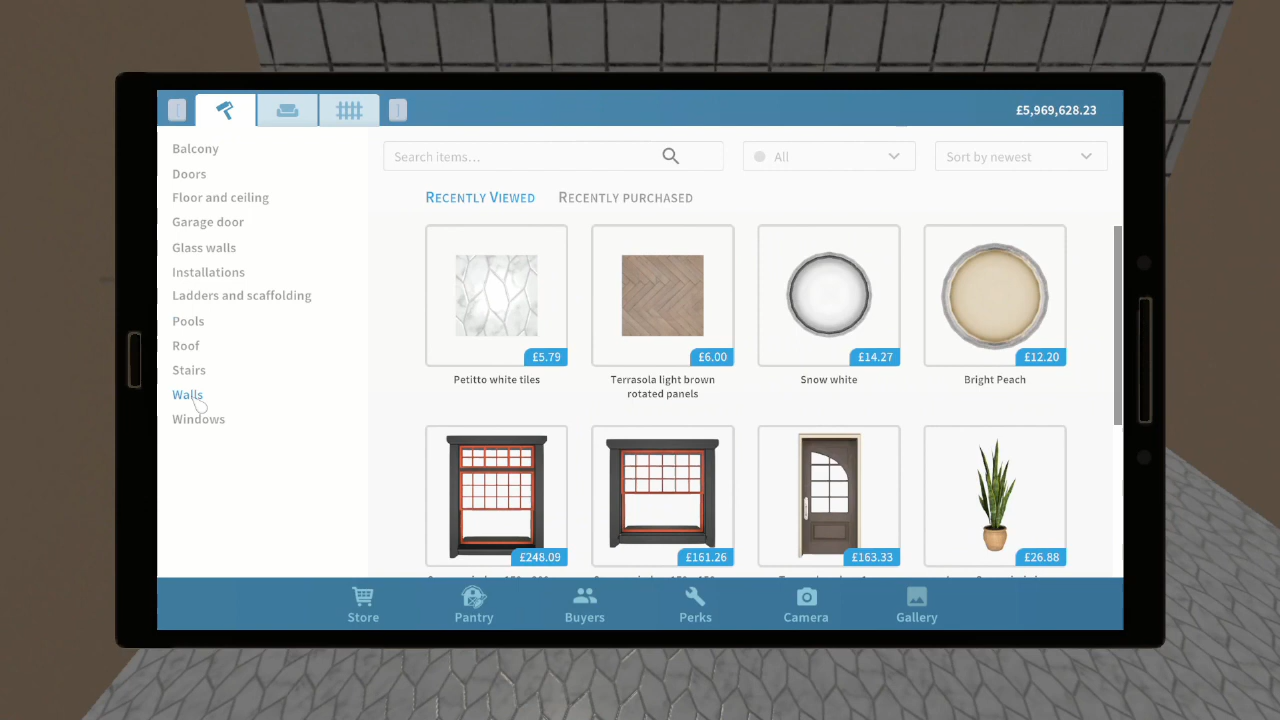 £5,969,628.23
Balcony
Doors
Floor and ceiling
Garage door
Glass walls
Installations
Ladders and scaffolding
Pools
Roof
Stairs
Walls
Windows
Search items...
All
Sort by newest
RECENTLY VIEWED
RECENTLY PURCHASED
£5.79
£6.00
£14.27
£12.20
Petitto white tiles
Terrasola light brown
rotated panels
Snow white
Bright Peach
£248.09
£161.26
£163.33
£26.88
Store
Pantry
Buyers
Perks
Camera
Gallery